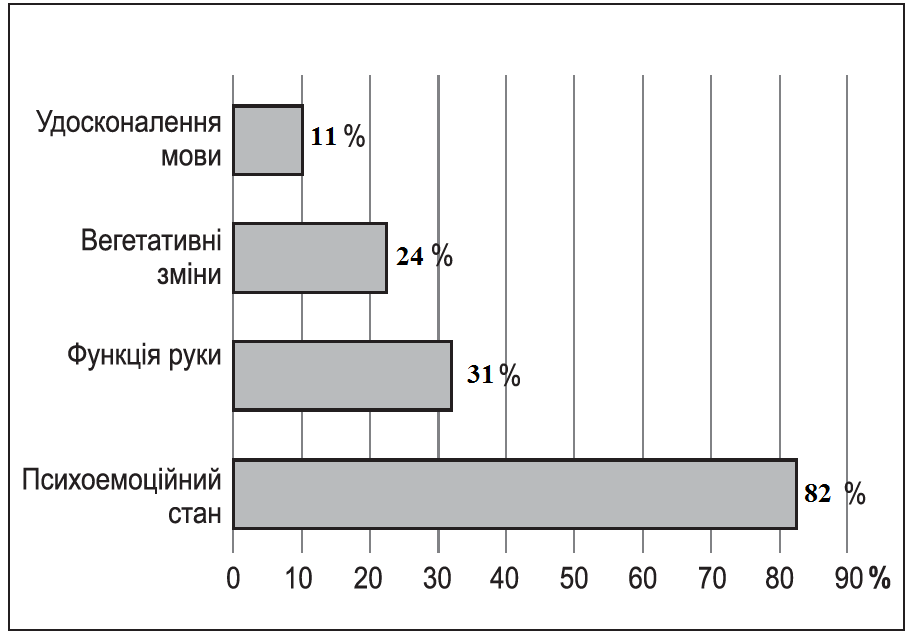 Удосконалення
мови
11 %
Вегетативні
зміни
24 %
Функція руки
31 %
Психоемоційний
стан
82 %
0 10 20 30 40 50 60 70 80 90 %